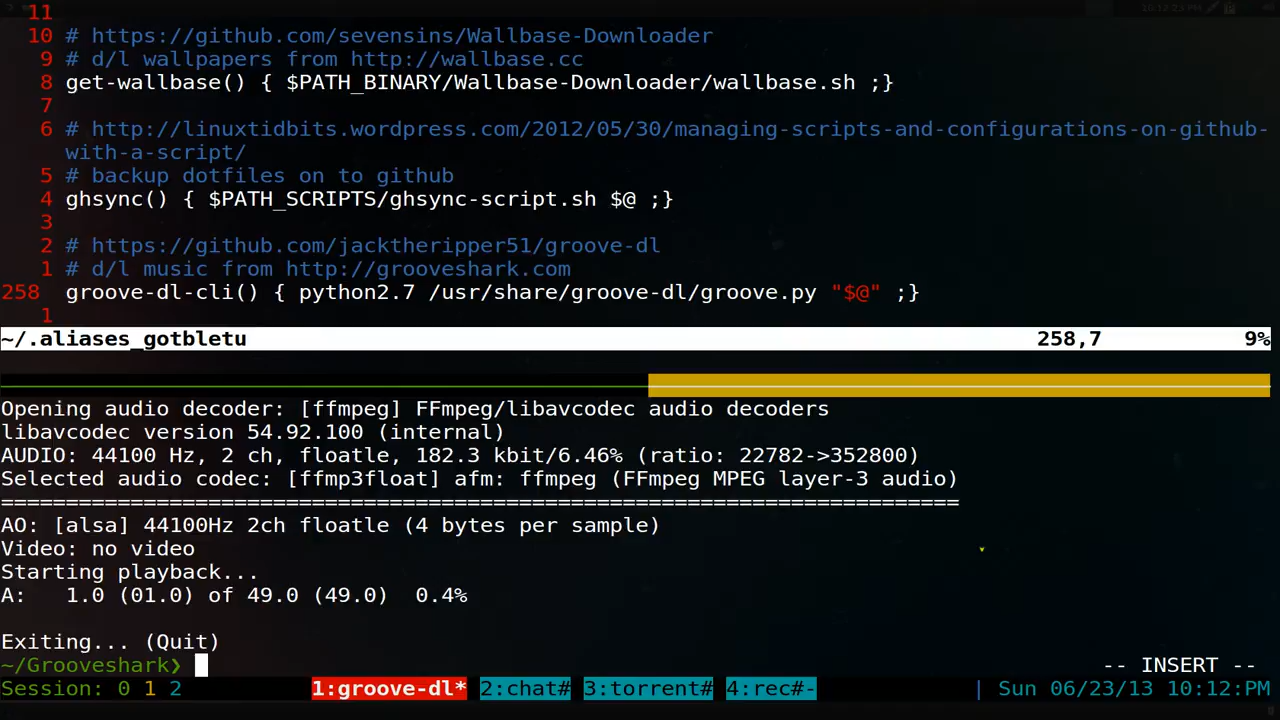 11
10 # https://github.com/sevensins/Wallbase-Downloader
9 # d/l wallpapers from http://wallbase.cc
8 get-wallbase() { $PATH_BINARY/Wallbase-Downloader/wallbase.sh ;}
7
6 # http://linuxtidbits.wordpress.com/2012/05/30/managing-scripts-and-configurations-on-github-
with-a-script/
5 # backup dotfiles on to github
4 ghsync() { $PATH_SCRIPTS/ghsync-script.sh $@ ;}
3
2 # https://github.com/jacktheripper51/groove-dl
1 # d/l music from http://grooveshark.com
258 groove-dl-cli() { python2.7 /usr/share/groove-dl/groove.py "$@" ;}
1
~/.aliases_gotbletu 258,7 9%
Opening audio decoder: [ffmpeg] FFmpeg/libavcodec audio decoders
libavcodec version 54.92.100 (internal)
AUDIO: 44100 Hz, 2 ch, floatle, 182.3 kbit/6.46% (ratio: 22782->352800)
Selected audio codec: [ffmp3float] afm: ffmpeg (FFmpeg MPEG layer-3 audio)
==========================================================================
AO: [alsa] 44100Hz 2ch floatle (4 bytes per sample)
Video: no video
Starting playback...
A: 1.0 (01.0) of 49.0 (49.0) 0.4%
Exiting... (Quit)
~/Grooveshark❯ -- INSERT --
Session: 0 1 2 1:groove-dl* 2:chat# 3:torrent# 4:rec#- | Sun 06/23/13 10:12:PM